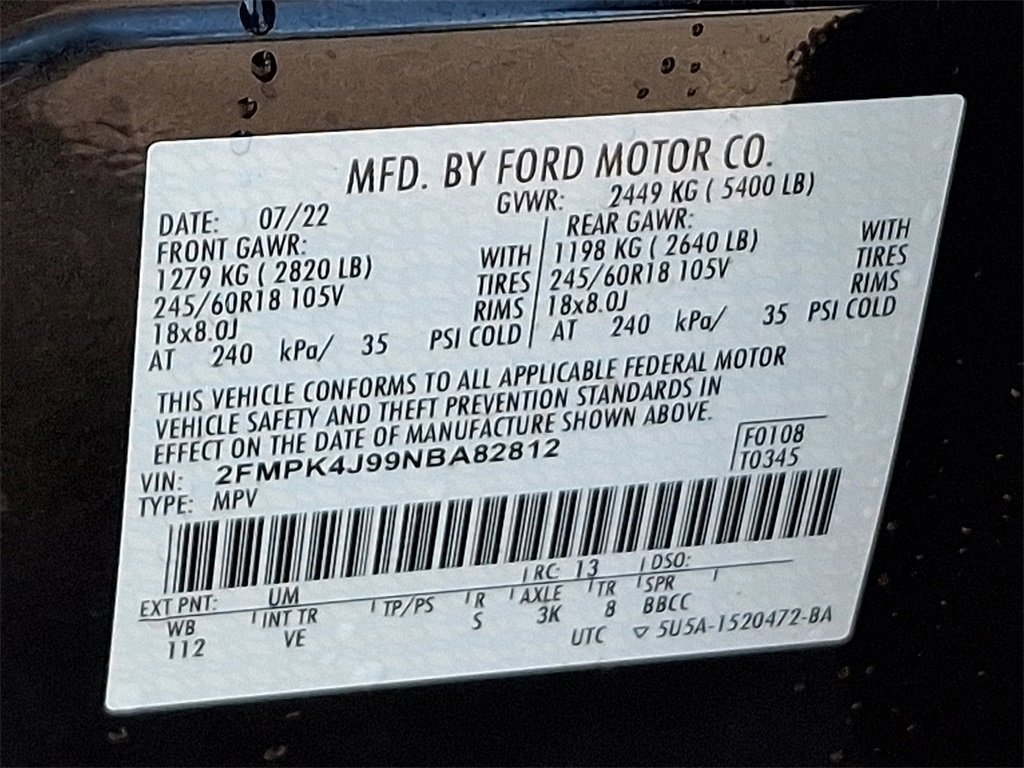 MFD. BY FORD MOTOR CO.
DATE: 07/22 GVWR: 2449 KG ( 5400 LB)
FRONT GAWR: REAR GAWR:
1279 KG ( 2820 LB) WITH 1198 KG ( 2640 LB) WITH
245/60R18 105V TIRES 245/60R18 105V TIRES
18x8.0J RIMS 18x8.0J RIMS
AT 240 kPa/ 35 PSI COLD AT 240 kPa/ 35 PSI COLD
THIS VEHICLE CONFORMS TO ALL APPLICABLE FEDERAL MOTOR
VEHICLE SAFETY AND THEFT PREVENTION STANDARDS IN
EFFECT ON THE DATE OF MANUFACTURE SHOWN ABOVE.
VIN: 2FMPK4J99NBA82812 F0108
TYPE: MPV T0345
EXT PNT: UM RC: 13 DSO:
WB INT TR TP/PS R AXLE TR SPR
112 VE S 3K 8 BBCC
UTC ▽ 5U5A-1520472-BA